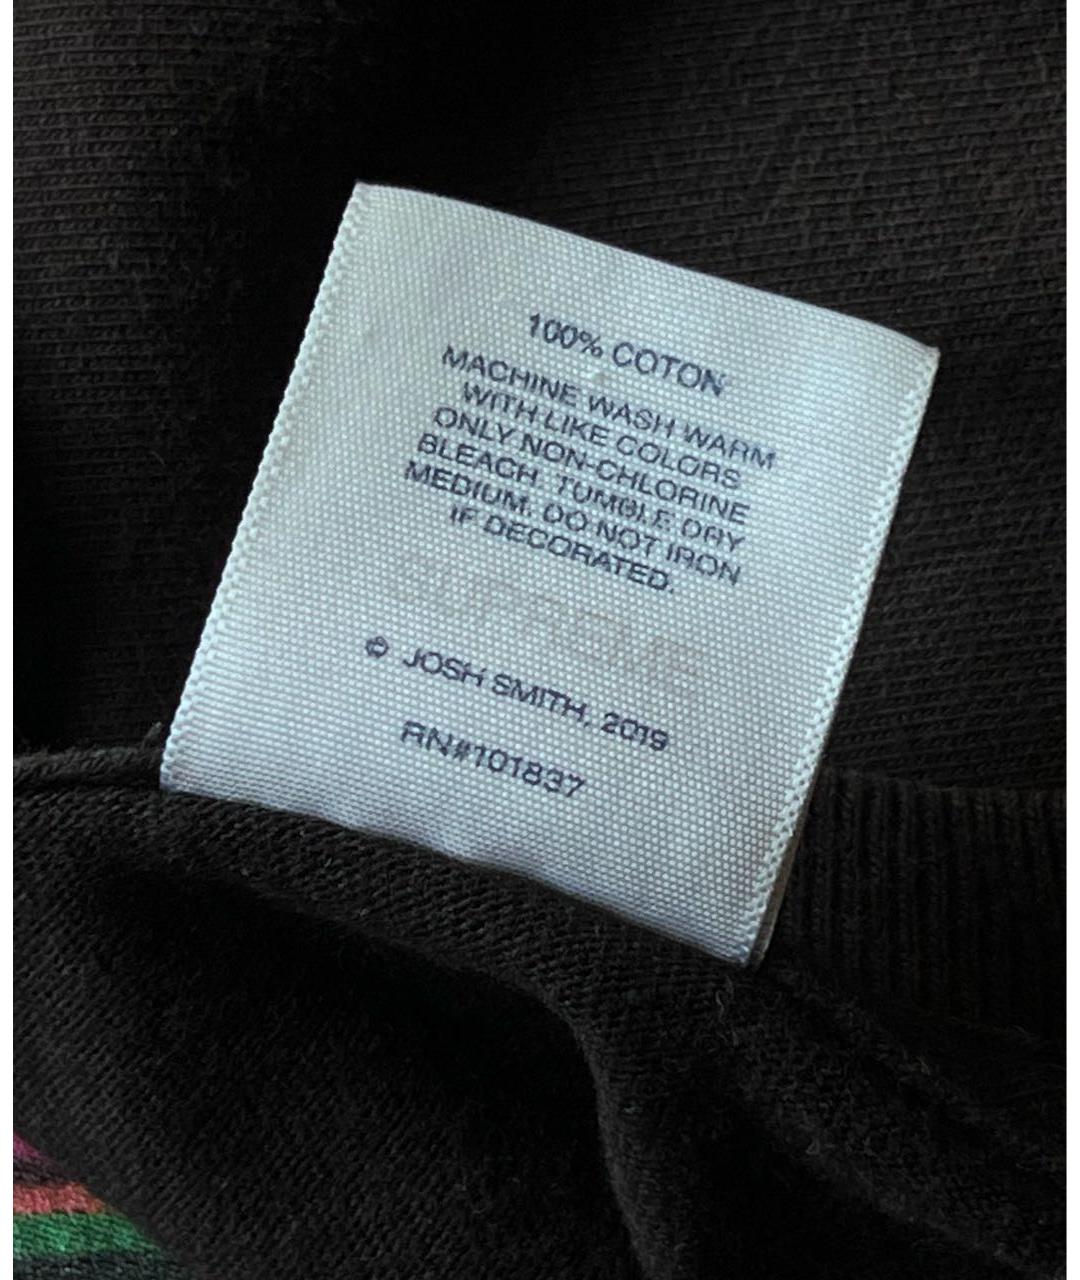 100% COTON
MACHINE WASH WARM
WITH LIKE COLORS
ONLY NON-CHLORINE
BLEACH. TUMBLE DRY
MEDIUM. DO NOT IRON
IF DECORATED.
© JOSH SMITH, 2019
RN#101837